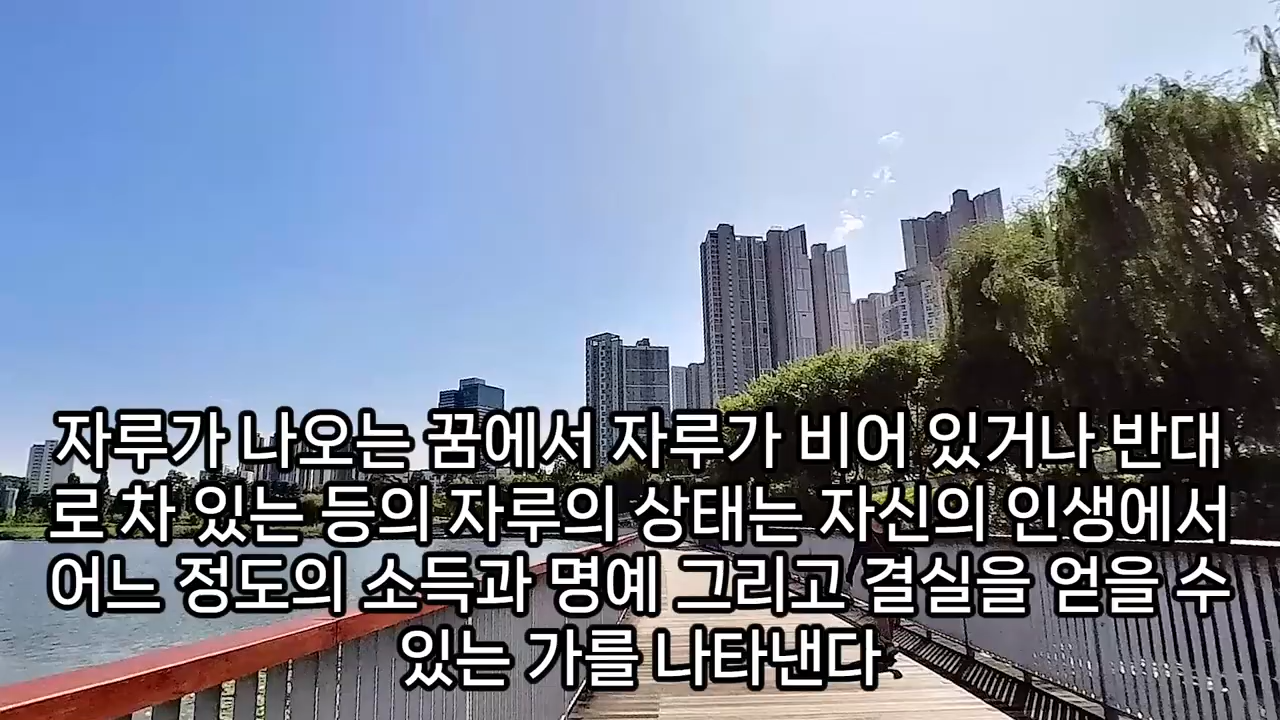 자루가 나오는 꿈에서 자루가 비어 있거나 반대
로 차 있는 등의 자루의 상태는 자신의 인생에서
어느 정도의 소득과 명예 그리고 결실을 얻을 수
있는 가를 나타낸다